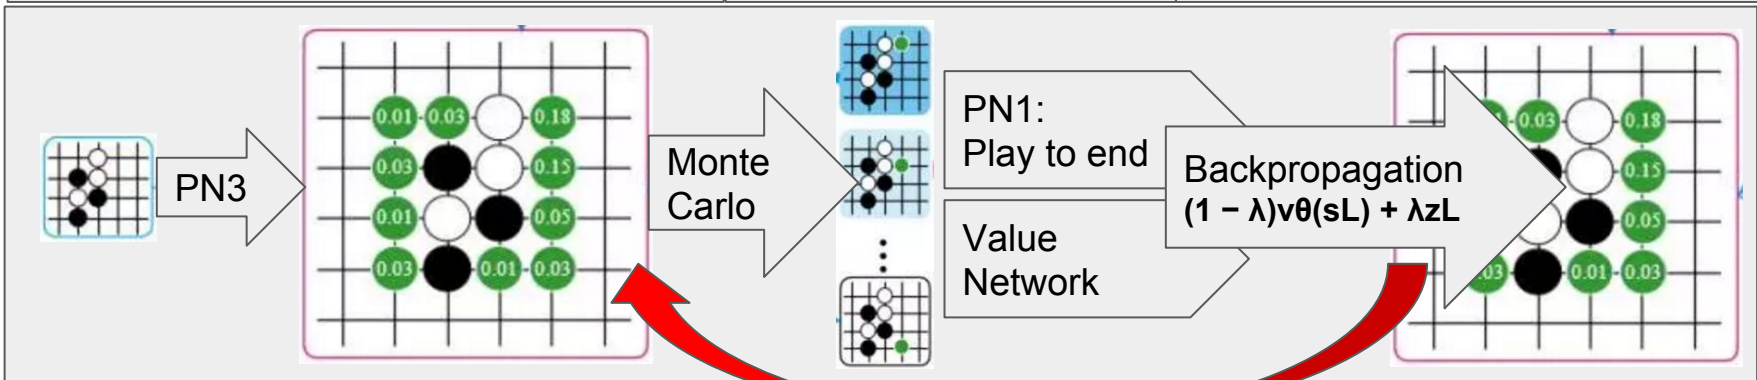 PN3
0.01 0.03 0.18
0.03 0.15
0.01 0.05
0.03 0.01 0.03
Monte
Carlo
PN1:
Play to end
Value
Network
Backpropagation
(1 − λ)vθ(sL) + λzL
0.03 0.18
0.15
0.05
0.01 0.03